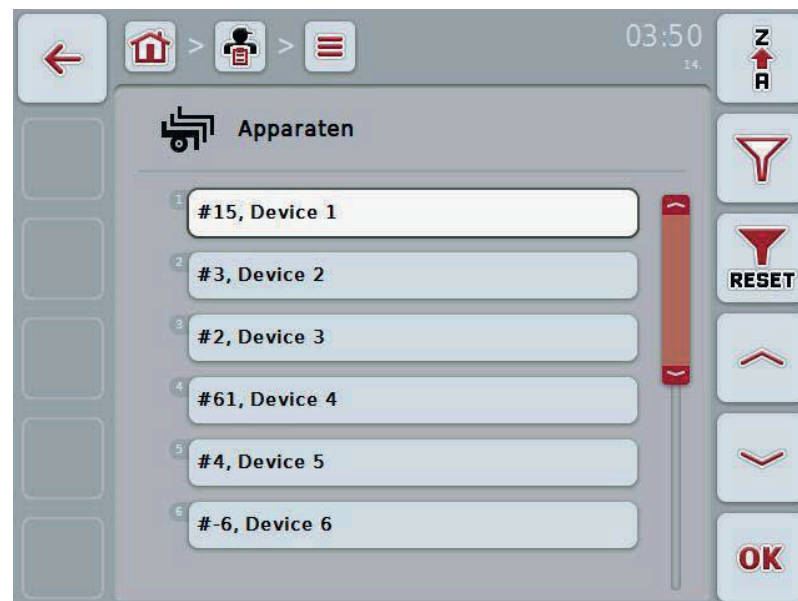 > >
03:50
14.
Z
A
Apparaten
1
#15, Device 1
2
#3, Device 2
RESET
3
#2, Device 3
4
#61, Device 4
5
#4, Device 5
6
#-6, Device 6
OK